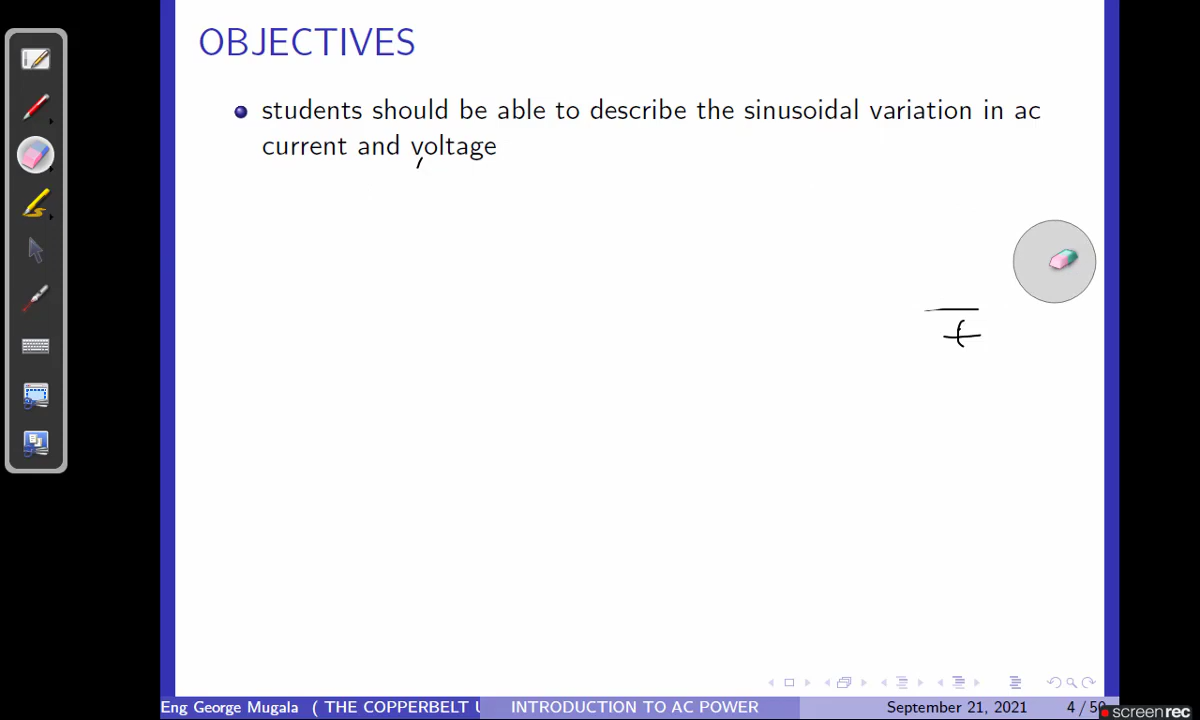 OBJECTIVES
students should be able to describe the sinusoidal variation in ac
current and voltage
Eng George Mugala ( THE COPPERBELT U
INTRODUCTION TO AC POWER
September 21, 2021
4 / 50
screenrec